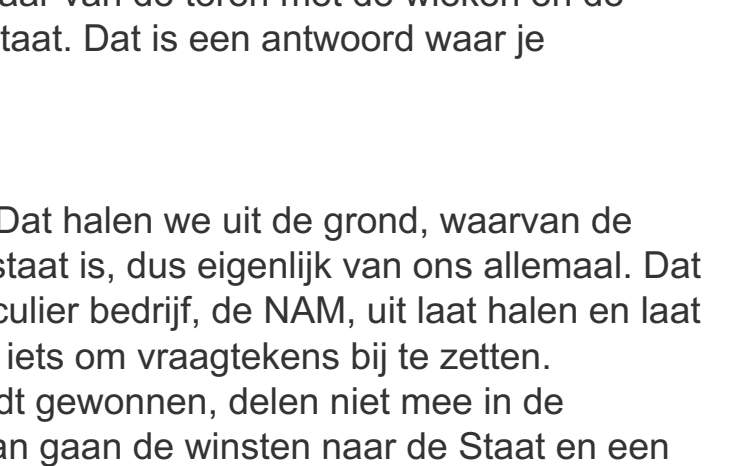 van de toren met de wieken en de
taat. Dat is een antwoord waar je
Dat halen we uit de grond, waarvan de
staat is, dus eigenlijk van ons allemaal. Dat
culier bedrijf, de NAM, uit laat halen en laat
iets om vraagtekens bij te zetten.
dt gewonnen, delen niet mee in de
an gaan de winsten naar de Staat en een